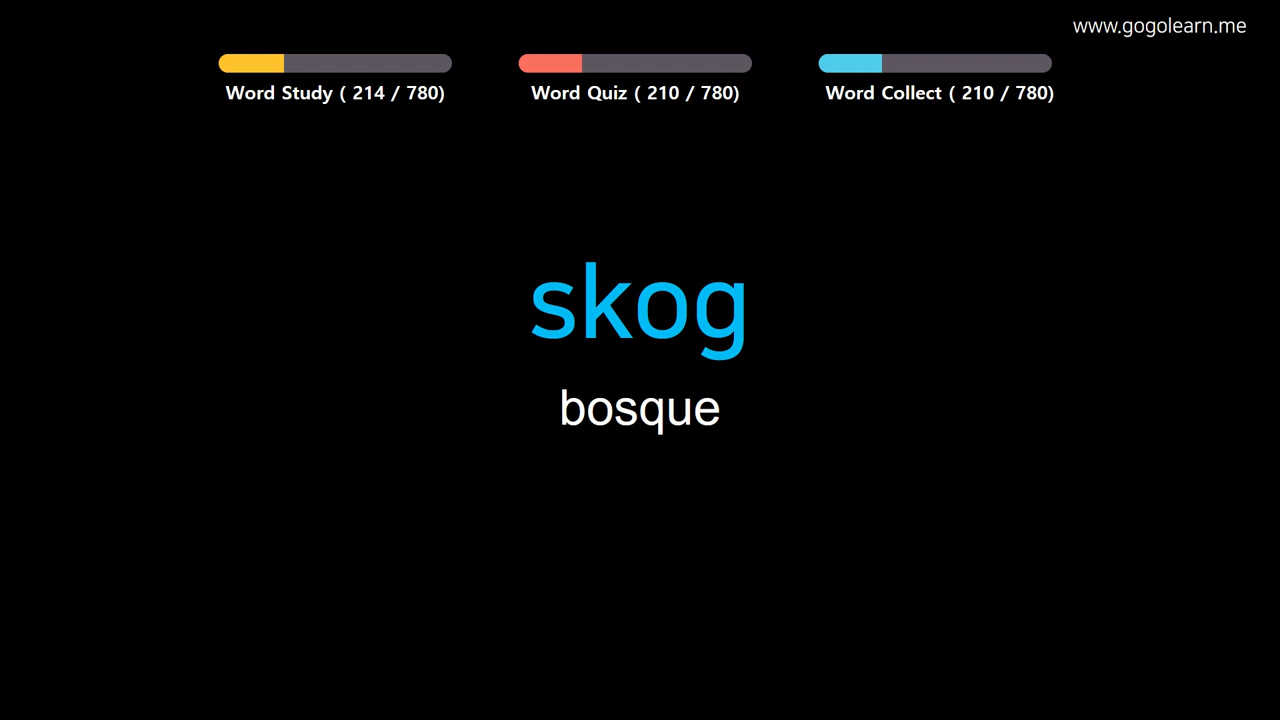 www.gogolearn.me
Word Study ( 214 / 780)
Word Quiz ( 210 / 780)
Word Collect ( 210 / 780)
skog
bosque